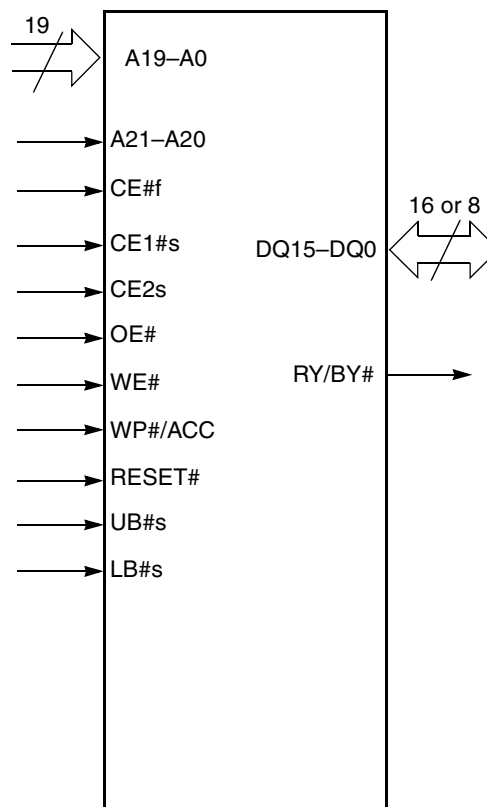 19
A19–A0
A21–A20
CE#f
16 or 8
CE1#s
DQ15–DQ0
CE2s
OE#
RY/BY#
WE#
WP#/ACC
RESET#
UB#s
LB#s